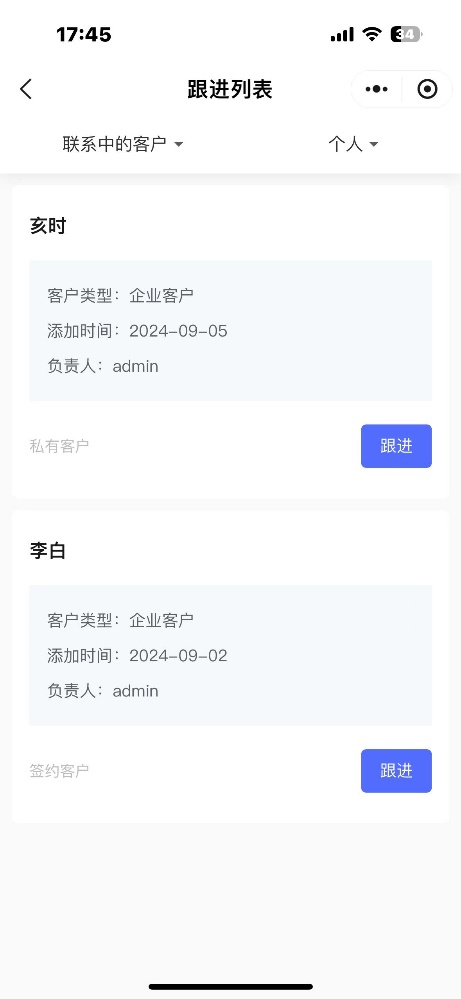 17:45
34
跟进列表
联系中的客户 个人
亥时
客户类型：企业客户
添加时间：2024-09-05
负责人：admin
私有客户 跟进
李白
客户类型：企业客户
添加时间：2024-09-02
负责人：admin
签约客户 跟进